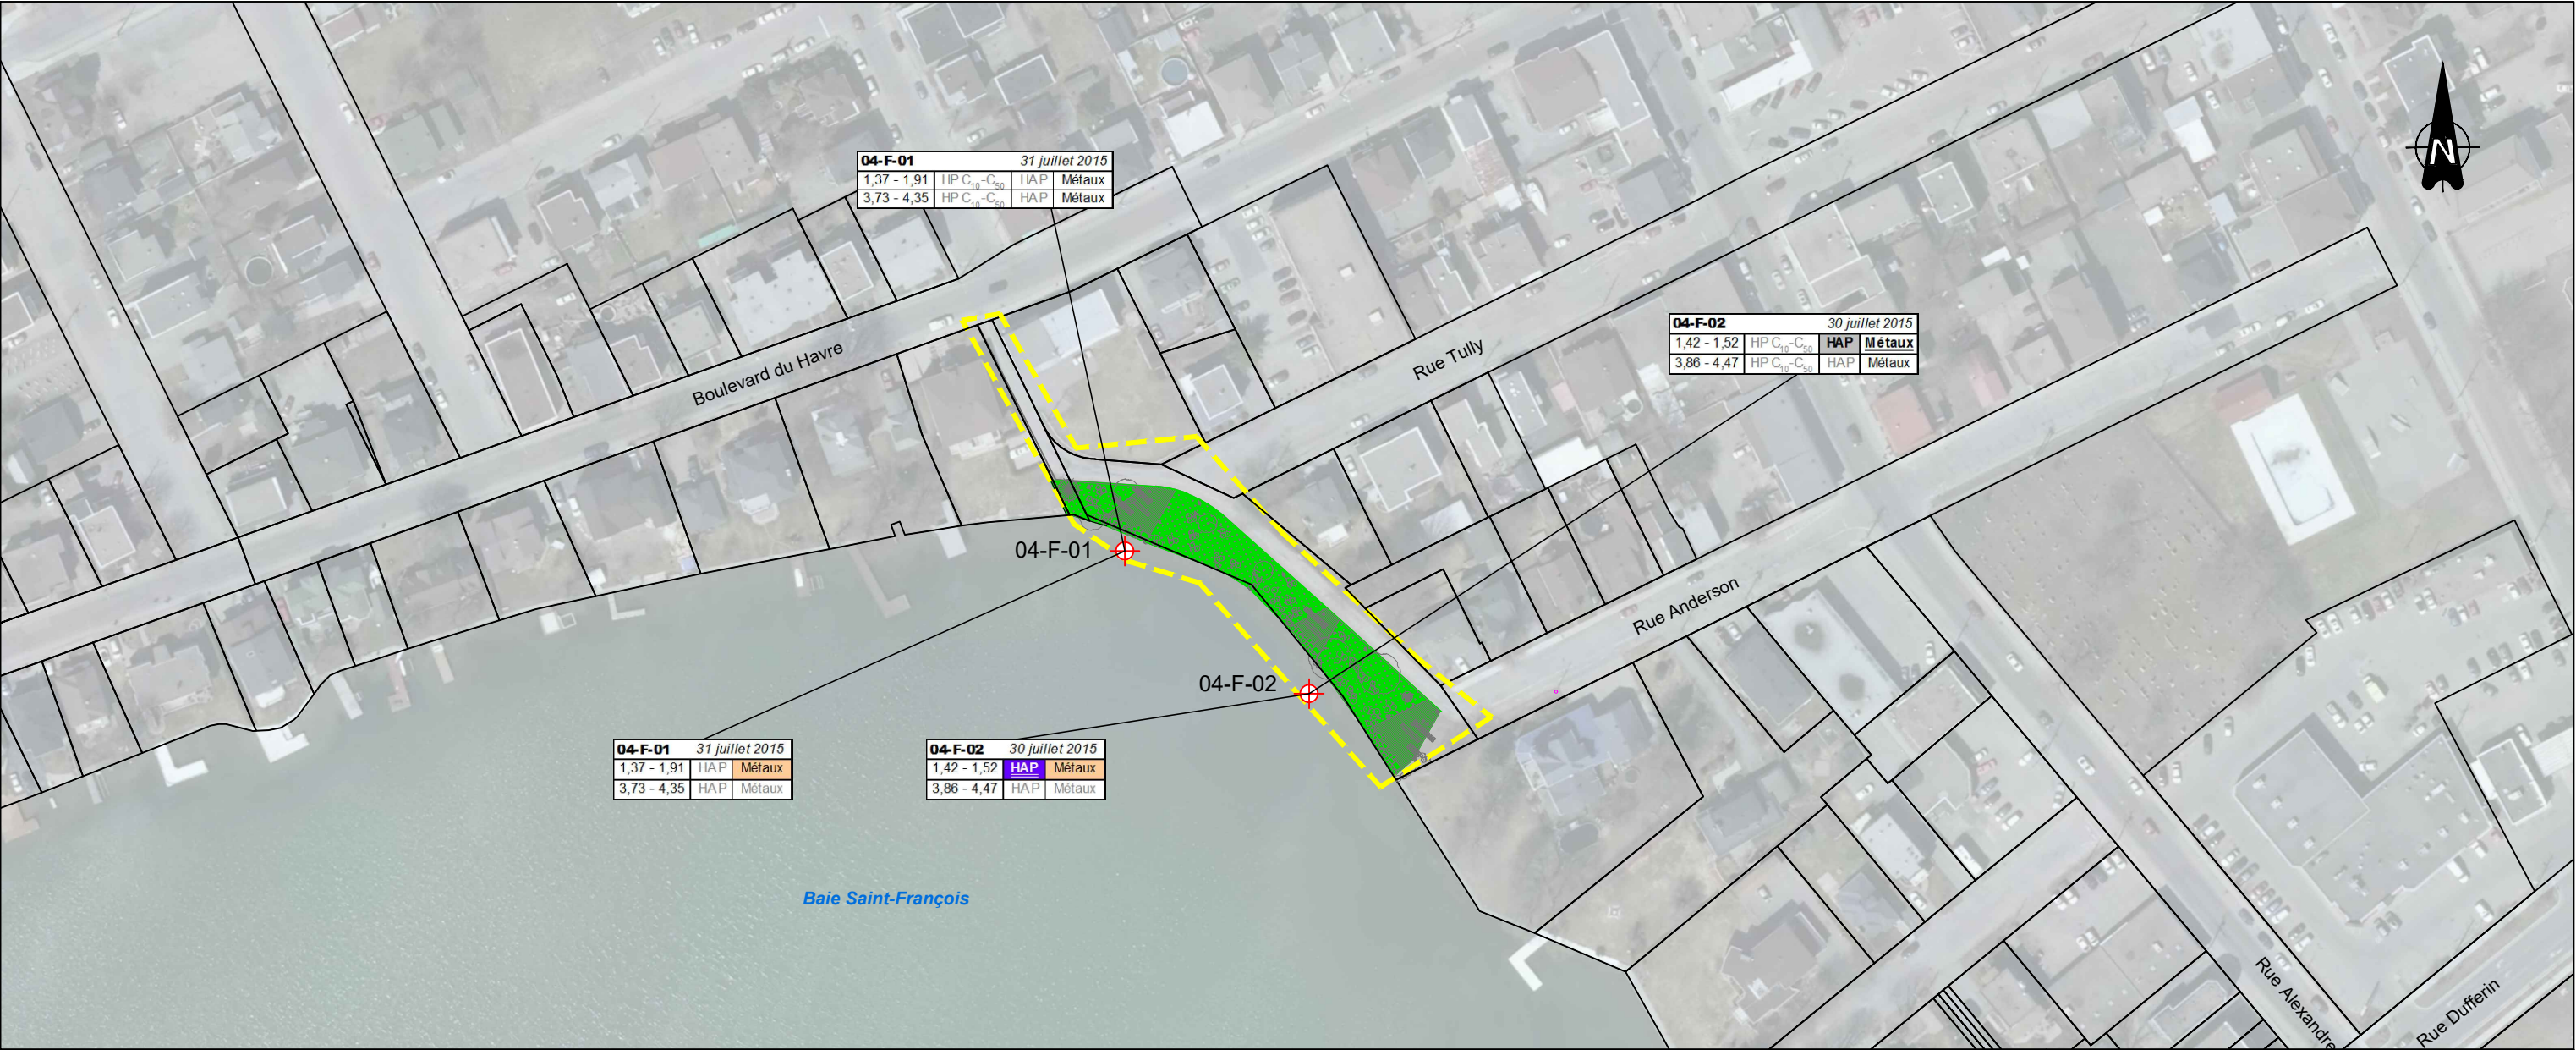 04-F-01 31 juillet 2015
1,37 - 1,91 HP C10-C50 HAP Métaux
3,73 - 4,35 HP C10-C50 HAP Métaux
N
04-F-02 30 juillet 2015
1,42 - 1,52 HP C10-C50 HAP Métaux
3,86 - 4,47 HP C10-C50 HAP Métaux
Boulevard du Havre
Rue Tully
04-F-01
Rue Anderson
04-F-02
04-F-01 31 juillet 2015
1,37 - 1,91 HAP Métaux
3,73 - 4,35 HAP Métaux
04-F-02 30 juillet 2015
1,42 - 1,52 HAP Métaux
3,86 - 4,47 HAP Métaux
Baie Saint-François
Rue Alexandre
Rue Dufferin